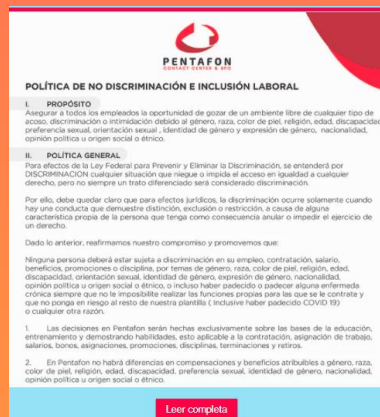 PENTAFON
CONTACT CENTER & BPO
POLÍTICA DE NO DISCRIMINACIÓN E INCLUSIÓN LABORAL
I. PROPÓSITO
Asegurar a todos los empleados la oportunidad de gozar de un ambiente libre de cualquier tipo de
acoso, discriminación o intimidación debido al género, raza, color de piel, religión, edad, discapacidad
preferencia sexual, orientación sexual , identidad de género y expresión de género, nacionalidad,
opinión política u origen social o étnico.
II. POLÍTICA GENERAL
Para efectos de la Ley Federal para Prevenir y Eliminar la Discriminación, se entenderá por
DISCRIMINACION cualquier situación que niegue o impida el acceso en igualdad a cualquier
derecho, pero no siempre un trato diferenciado será considerado discriminación.
Por ello, debe quedar claro que para efectos jurídicos, la discriminación ocurre solamente cuando
hay una conducta que demuestre distinción, exclusión o restricción, a causa de alguna
característica propia de la persona que tenga como consecuencia anular o impedir el ejercicio de
un derecho.
Dado lo anterior, reafirmamos nuestro compromiso y promovemos que:
Ninguna persona deberá estar sujeta a discriminación en su empleo, contratación, salario,
beneficios, promociones o disciplina, por temas de género, raza, color de piel, religión, edad,
discapacidad, orientación sexual, identidad de género, expresión de género, nacionalidad,
opinión política u origen social o étnico, o incluso haber padecido o padecer alguna enfermedad
crónica siempre que no le imposibilite realizar las funciones propias para las que se le contrate y
que no ponga en riesgo al resto de nuestra plantilla ( Inclusive haber padecido COVID 19)
o cualquier otra razón.
1. Las decisiones en Pentafon serán hechas exclusivamente sobre las bases de la educación,
entrenamiento y demostrando habilidades, esto aplicable a la contratación, asignación de trabajo,
salarios, bonos, asignaciones, promociones, disciplinas, terminaciones y retiros.
2. En Pentafon no habrá diferencias en compensaciones y beneficios atribuibles a género, raza,
color de piel, religión, edad, discapacidad, preferencia sexual, identidad de género, nacionalidad,
opinión política u origen social o étnico.
Leer completa